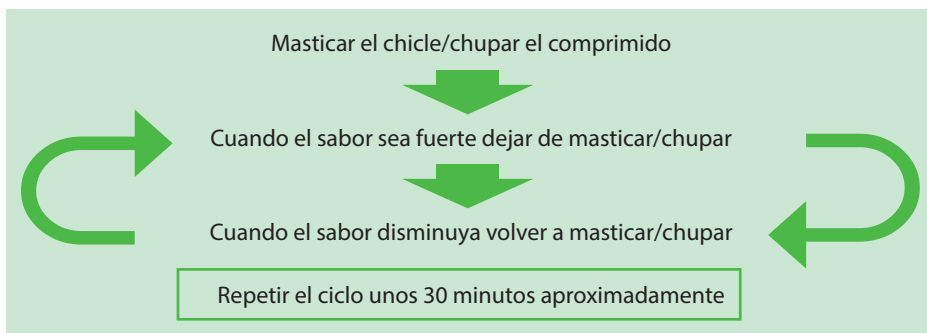 Masticar el chicle/chupar el comprimido
Cuando el sabor sea fuerte dejar de masticar/chupar
Cuando el sabor disminuya volver a masticar/chupar
Repetir el ciclo unos 30 minutos aproximadamente